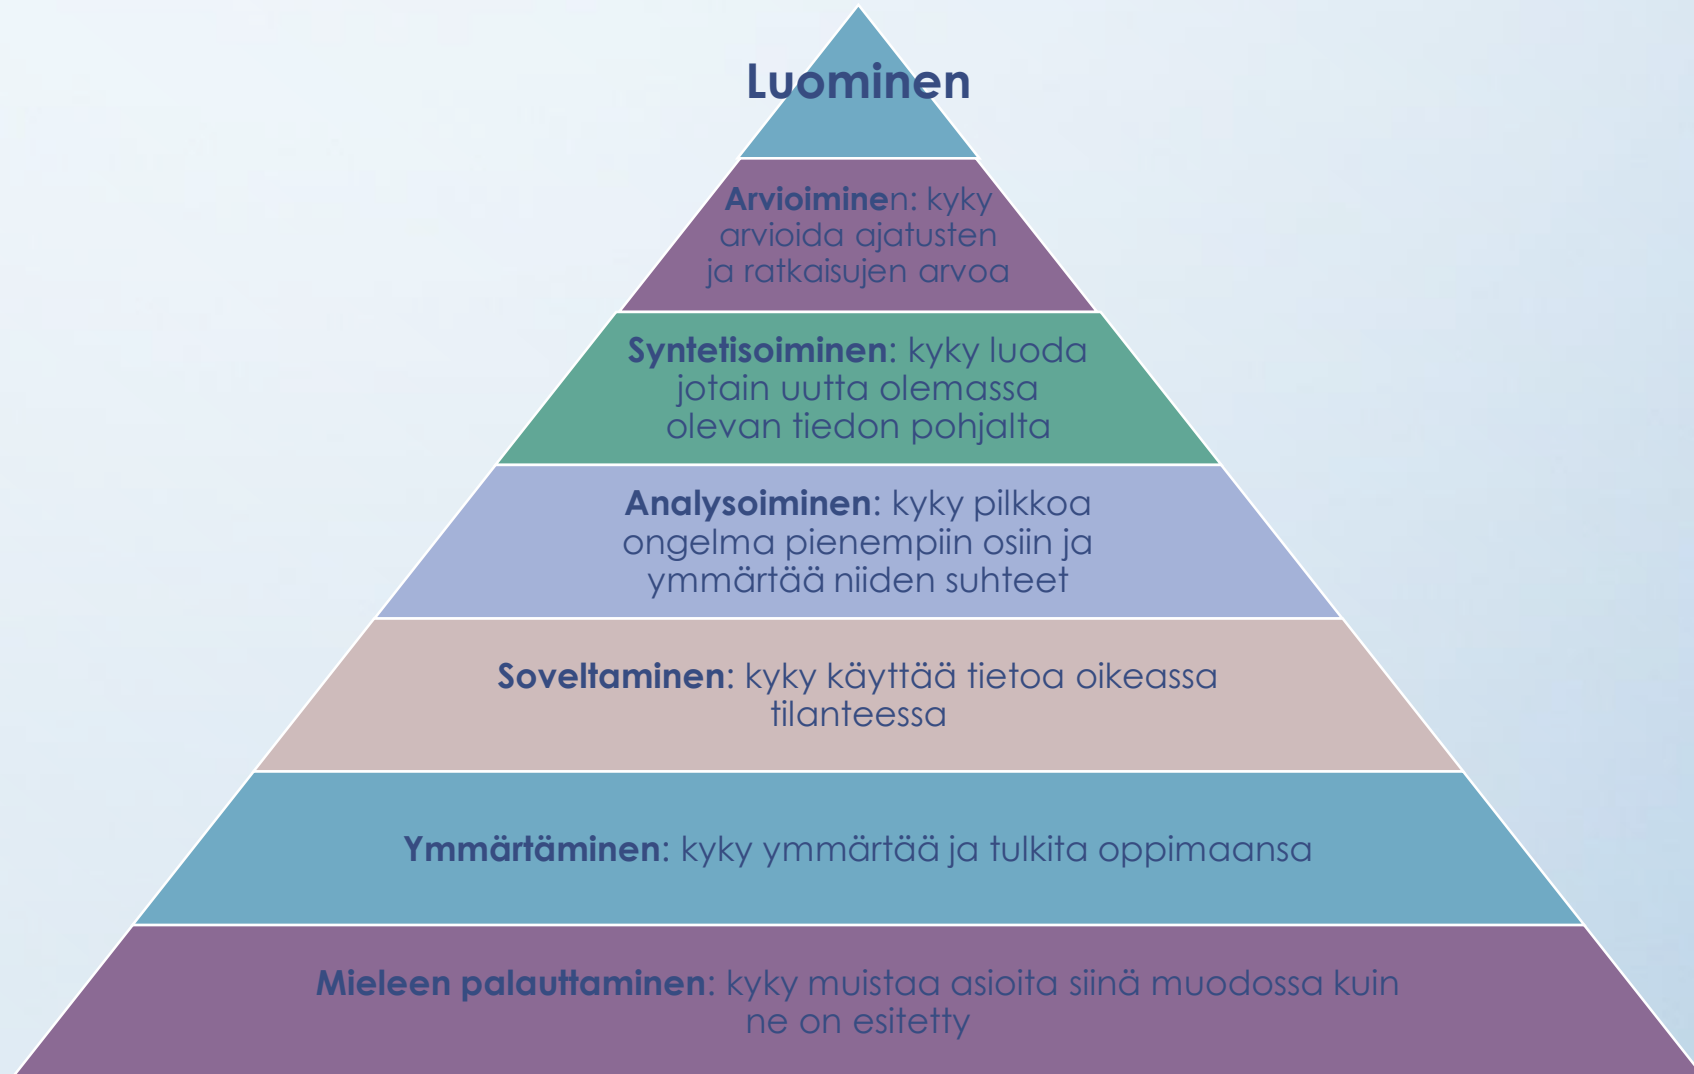 Luominen
Arvioiminen: kyky
arvioida ajatusten
ja ratkaisujen arvoa
Syntetisoiminen: kyky luoda
jotain uutta olemassa
olevan tiedon pohjalta
Analysoiminen: kyky pilkkoa
ongelma pienempiin osiin ja
ymmärtää niiden suhteet
Soveltaminen: kyky käyttää tietoa oikeassa
tilanteessa
Ymmärtäminen: kyky ymmärtää ja tulkita oppimaansa
Mieleen palauttaminen: kyky muistaa asioita siinä muodossa kuin
ne on esitetty